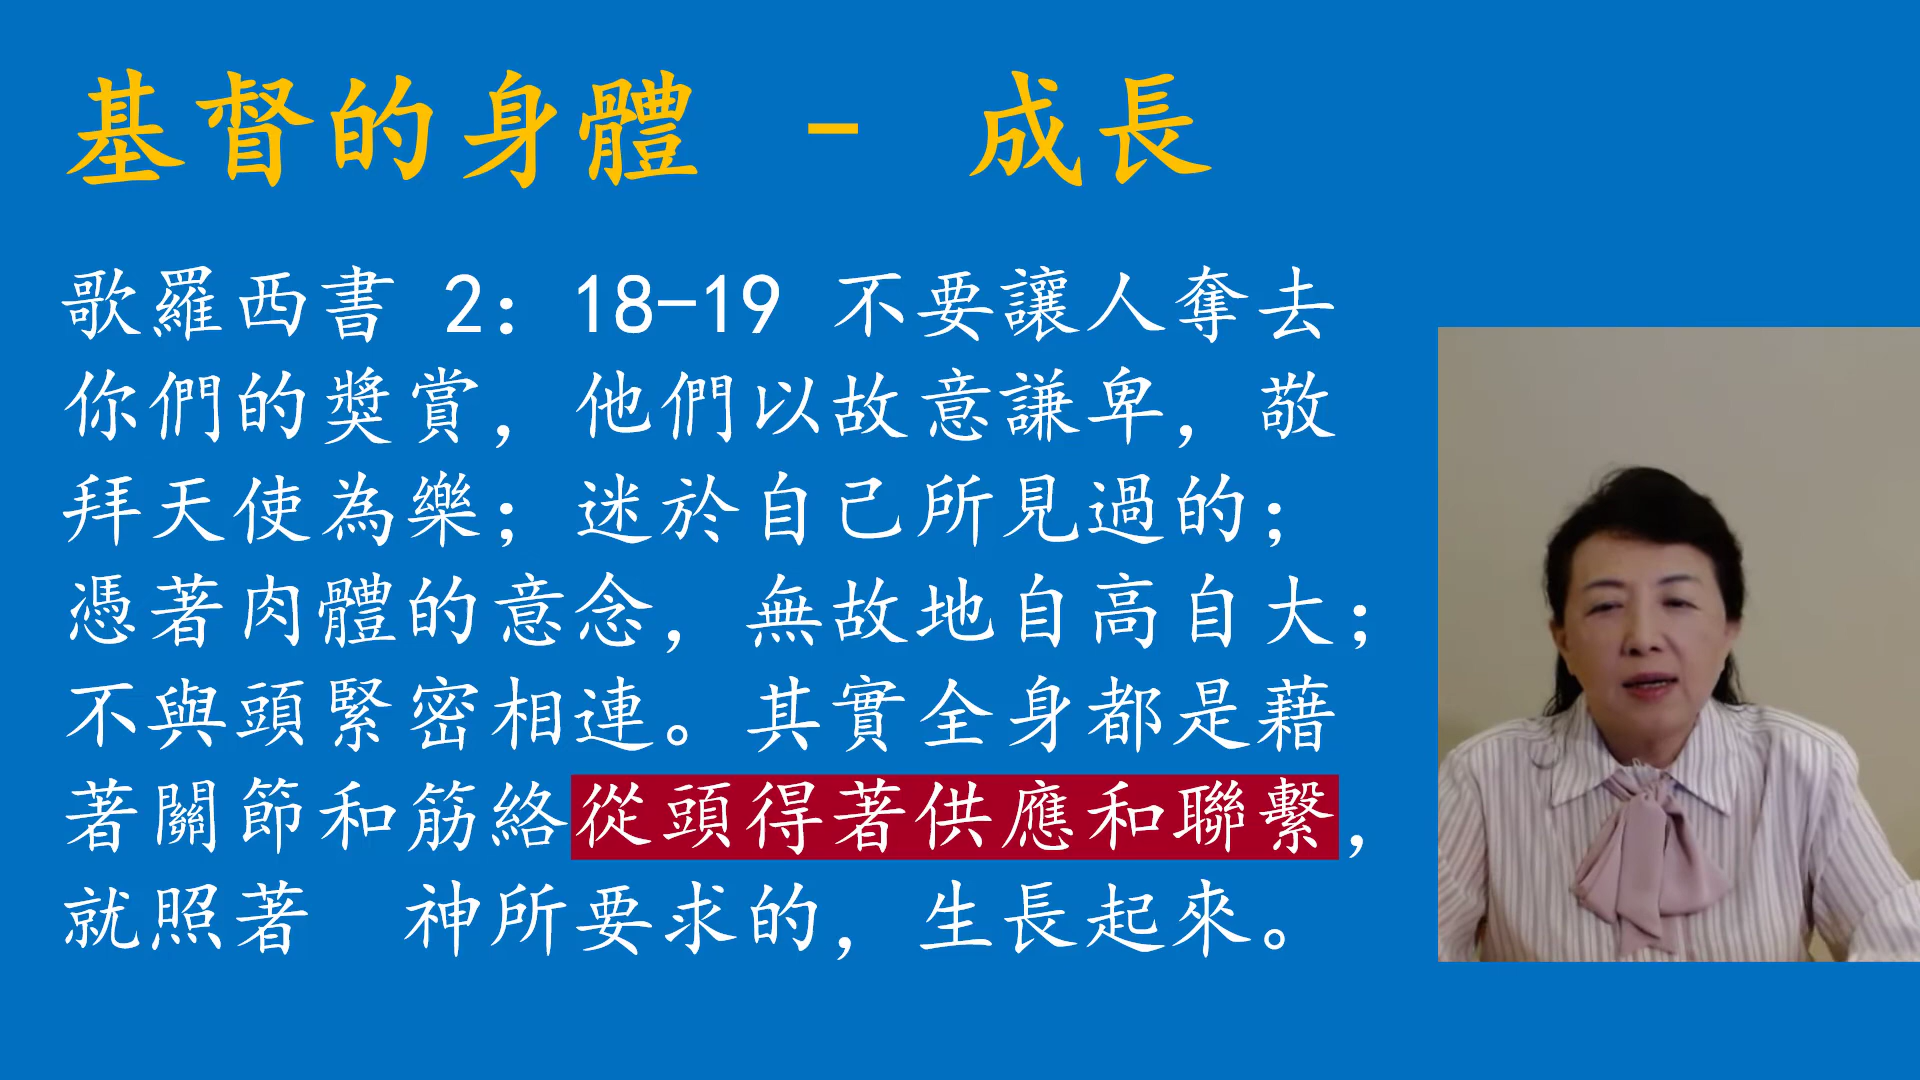 基督的身體 - 成長
歌羅西書 2: 18-19 不要讓人奪去
你們的獎賞，他們以故意謙卑，敬
拜天使為樂；迷於自己所見過的；
憑著肉體的意念，無故地自高自大；
不與頭緊密相連。其實全身都是藉
著關節和筋絡從頭得著供應和聯繫，
就照著　神所要求的，生長起來。